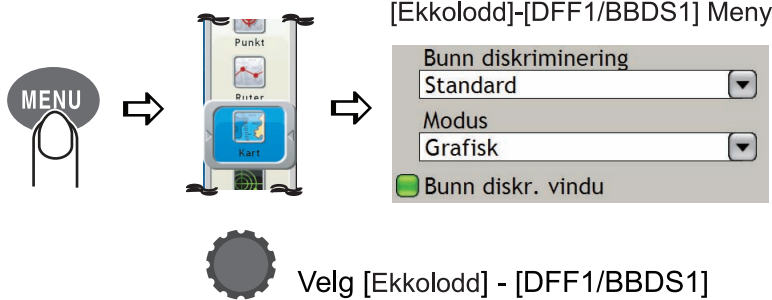 [Ekkolodd]-[DFF1/BBDS1] Meny
MENU
Punkt
Ruter
Kart
Bunn diskriminering
Standard
Modus
Grafisk
Bunn diskr. vindu
Velg [Ekkolodd] - [DFF1/BBDS1]